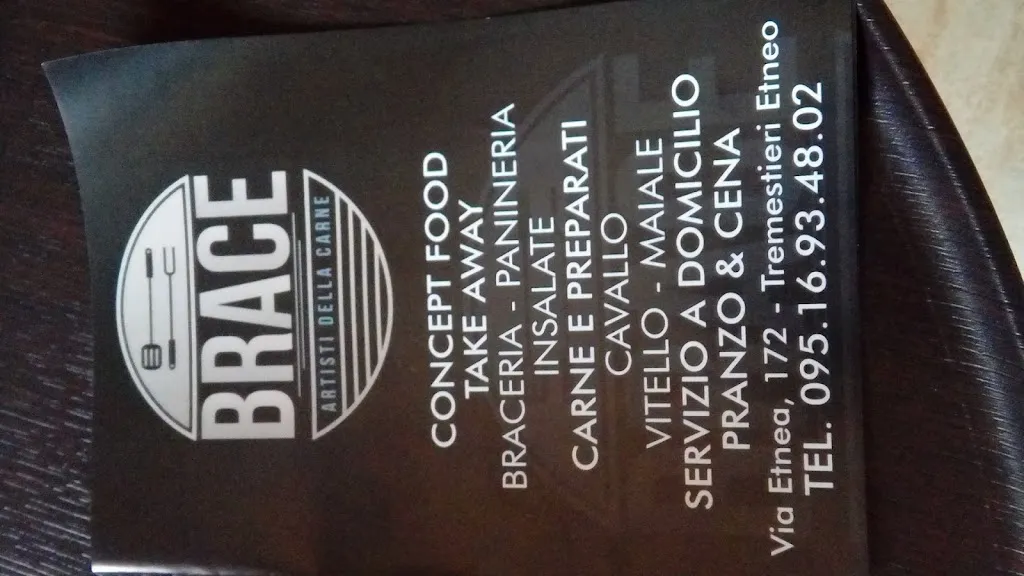 BRACE
ARTISTI DELLA CARNE
CONCEPT FOOD
TAKE AWAY
BRACERIA - PANINERIA
INSALATE
CARNE E PREPARATI
CAVALLO
VITELLO - MAIALE
SERVIZIO A DOMICILIO
PRANZO & CENA
Via Etnea, 172 - Tremestieri Etneo
TEL. 095.16.93.48.02